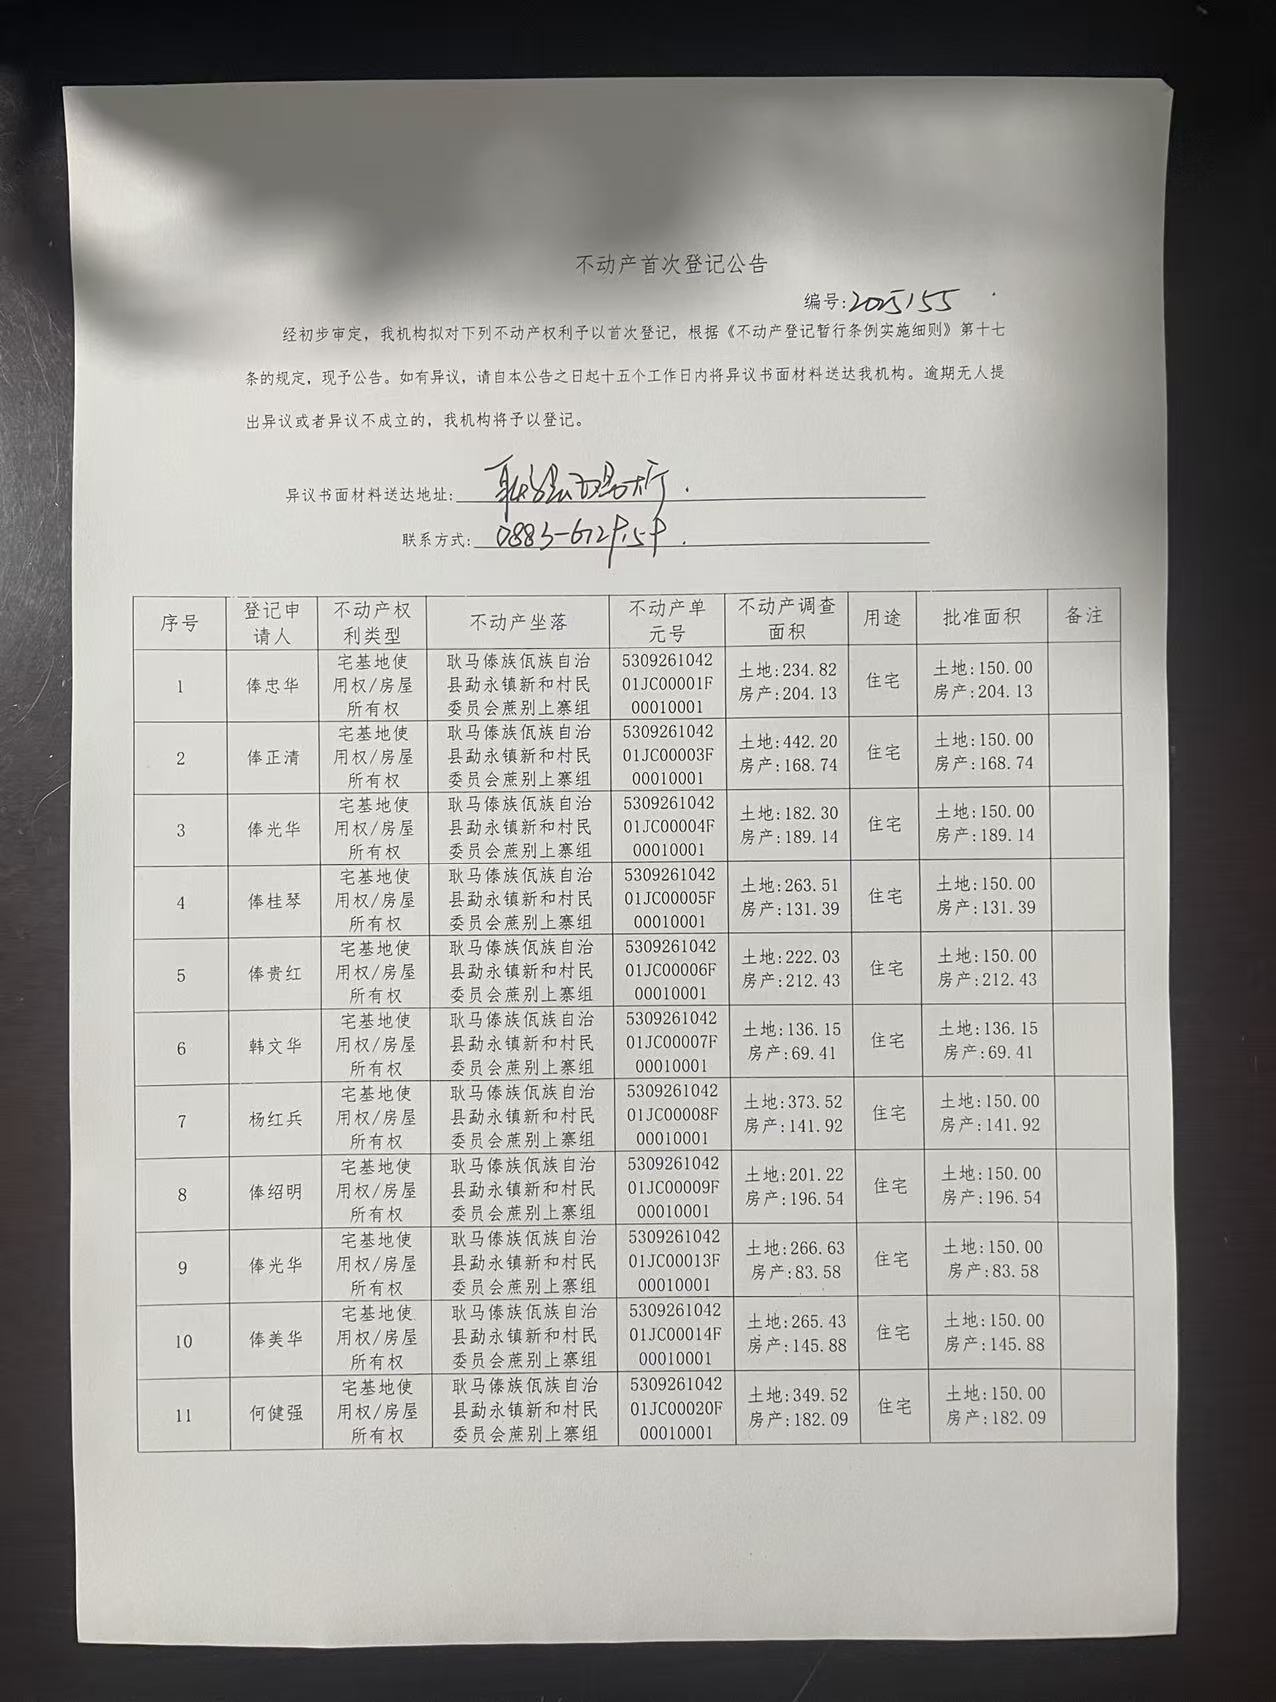 不动产首次登记公告
编号:2025155
经初步审定，我机构拟对下列不动产权利予以首次登记，根据《不动产登记暂行条例实施细则》第十七
条的规定，现予公告。如有异议，请自本公告之日起十五个工作日内将异议书面材料送达我机构。逾期无人提
出异议或者异议不成立的，我机构将予以登记。
异议书面材料送达地址:
联系方式: 0883-612
序号 登记申请人 不动产权利类型 不动产坐落 不动产单元号 不动产调查面积 用途 批准面积 备注
1 俸忠华 宅基地使用权/房屋所有权 耿马傣族佤族自治县勐永镇新和村民委员会蔗别上寨组 530926104201JC00001F00010001 土地:234.82 房产:204.13 住宅 土地:150.00 房产:204.13
2 俸正清 宅基地使用权/房屋所有权 耿马傣族佤族自治县勐永镇新和村民委员会蔗别上寨组 530926104201JC00003F00010001 土地:442.20 房产:168.74 住宅 土地:150.00 房产:168.74
3 俸光华 宅基地使用权/房屋所有权 耿马傣族佤族自治县勐永镇新和村民委员会蔗别上寨组 530926104201JC00004F00010001 土地:182.30 房产:189.14 住宅 土地:150.00 房产:189.14
4 俸桂琴 宅基地使用权/房屋所有权 耿马傣族佤族自治县勐永镇新和村民委员会蔗别上寨组 530926104201JC00005F00010001 土地:263.51 房产:131.39 住宅 土地:150.00 房产:131.39
5 俸贵红 宅基地使用权/房屋所有权 耿马傣族佤族自治县勐永镇新和村民委员会蔗别上寨组 530926104201JC00006F00010001 土地:222.03 房产:212.43 住宅 土地:150.00 房产:212.43
6 韩文华 宅基地使用权/房屋所有权 耿马傣族佤族自治县勐永镇新和村民委员会蔗别上寨组 530926104201JC00007F00010001 土地:136.15 房产:69.41 住宅 土地:136.15 房产:69.41
7 杨红兵 宅基地使用权/房屋所有权 耿马傣族佤族自治县勐永镇新和村民委员会蔗别上寨组 530926104201JC00008F00010001 土地:373.52 房产:141.92 住宅 土地:150.00 房产:141.92
8 俸绍明 宅基地使用权/房屋所有权 耿马傣族佤族自治县勐永镇新和村民委员会蔗别上寨组 530926104201JC00009F00010001 土地:201.22 房产:196.54 住宅 土地:150.00 房产:196.54
9 俸光华 宅基地使用权/房屋所有权 耿马傣族佤族自治县勐永镇新和村民委员会蔗别上寨组 530926104201JC00013F00010001 土地:266.63 房产:83.58 住宅 土地:150.00 房产:83.58
10 俸美华 宅基地使用权/房屋所有权 耿马傣族佤族自治县勐永镇新和村民委员会蔗别上寨组 530926104201JC00014F00010001 土地:265.43 房产:145.88 住宅 土地:150.00 房产:145.88
11 何健强 宅基地使用权/房屋所有权 耿马傣族佤族自治县勐永镇新和村民委员会蔗别上寨组 530926104201JC00020F00010001 土地:349.52 房产:182.09 住宅 土地:150.00 房产:182.09